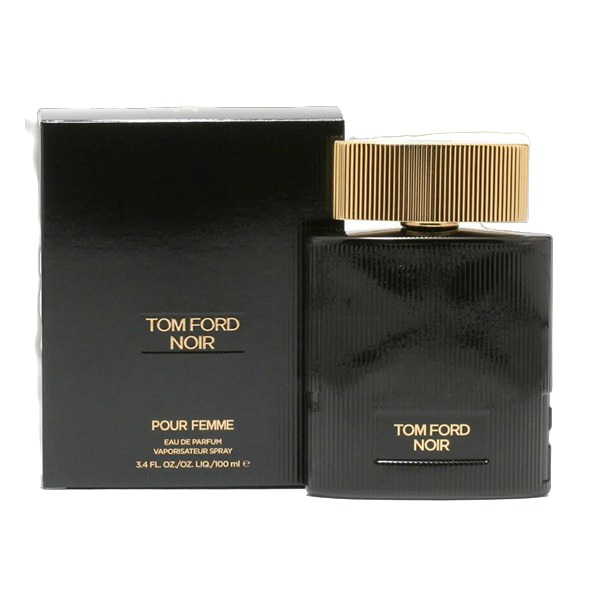 TOM FORD
NOIR
POUR FEMME
EAU DE PARFUM
VAPORISATEUR SPRAY
3.4 FL. OZ./OZ. LIQ./100 ml ℮
TOM FORD
NOIR